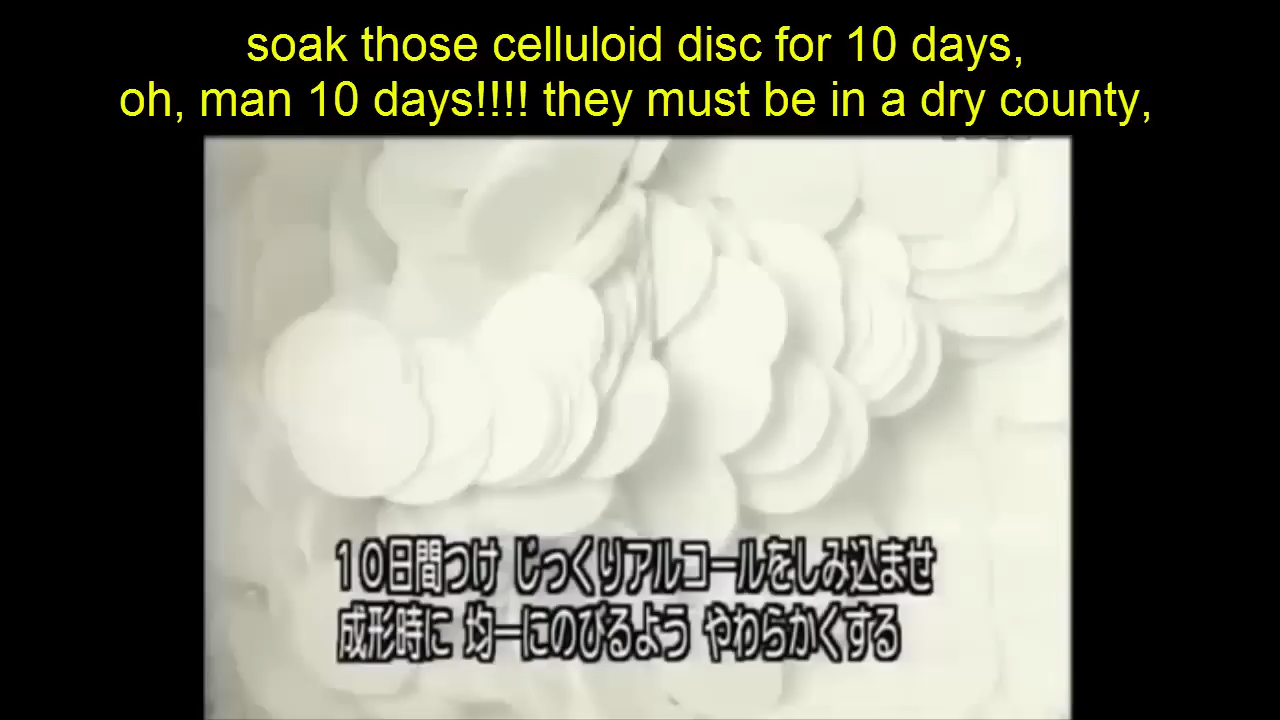 soak those celluloid disc for 10 days,
oh, man 10 days!!!! they must be in a dry county,
１０日間つけ じっくりアルコールをしみ込ませ
成形時に 均一にのびるよう やわらかくする